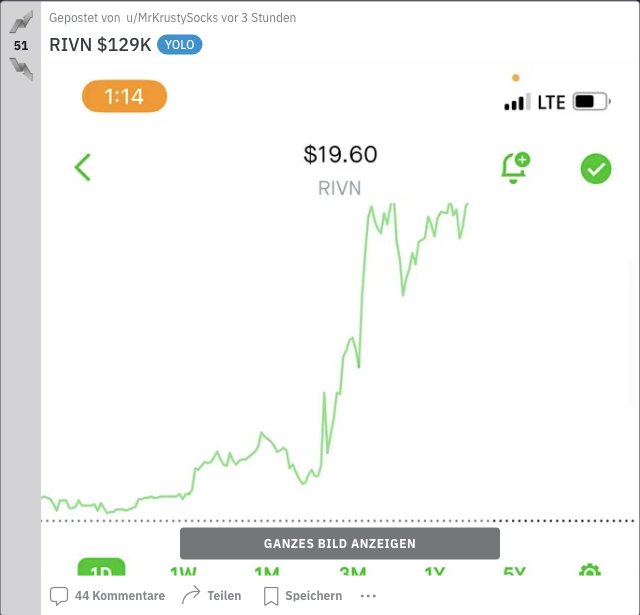 Gepostet von u/MrKrustySocks vor 3 Stunden
51
RIVN $129K YOLO
1:14
LTE
$19.60
RIVN
GANZES BILD ANZEIGEN
1D 1W 1M 3M 1Y 5Y
44 Kommentare Teilen Speichern